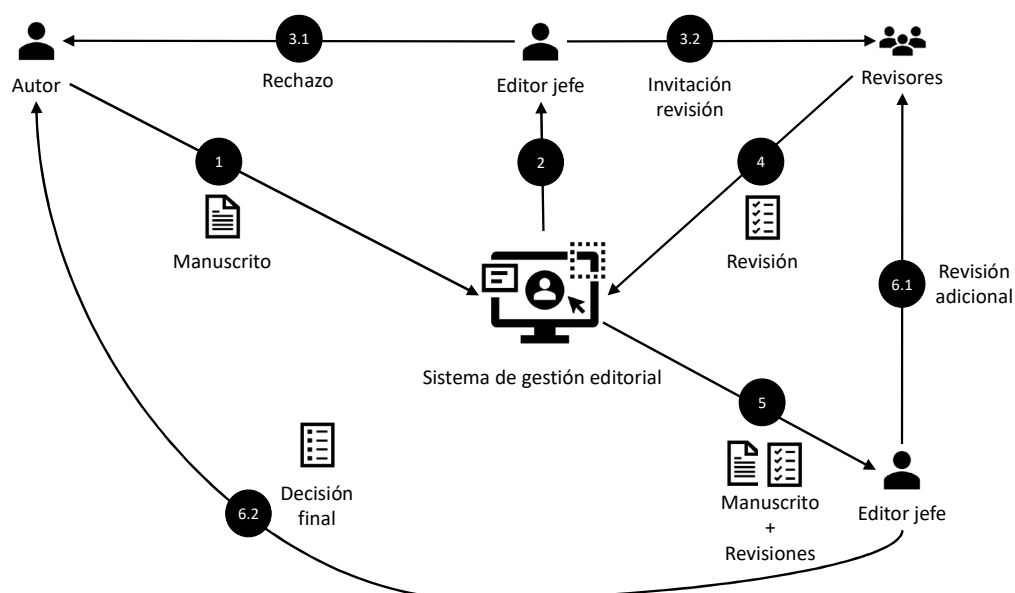 3.1
3.2
Autor
Rechazo
Editor jefe
Invitación
revisión
Revisores
1
2
4
Manuscrito
Revisión
6.1
Revisión
adicional
Sistema de gestión editorial
5
Decisión
final
6.2
Manuscrito
+
Revisiones
Editor jefe